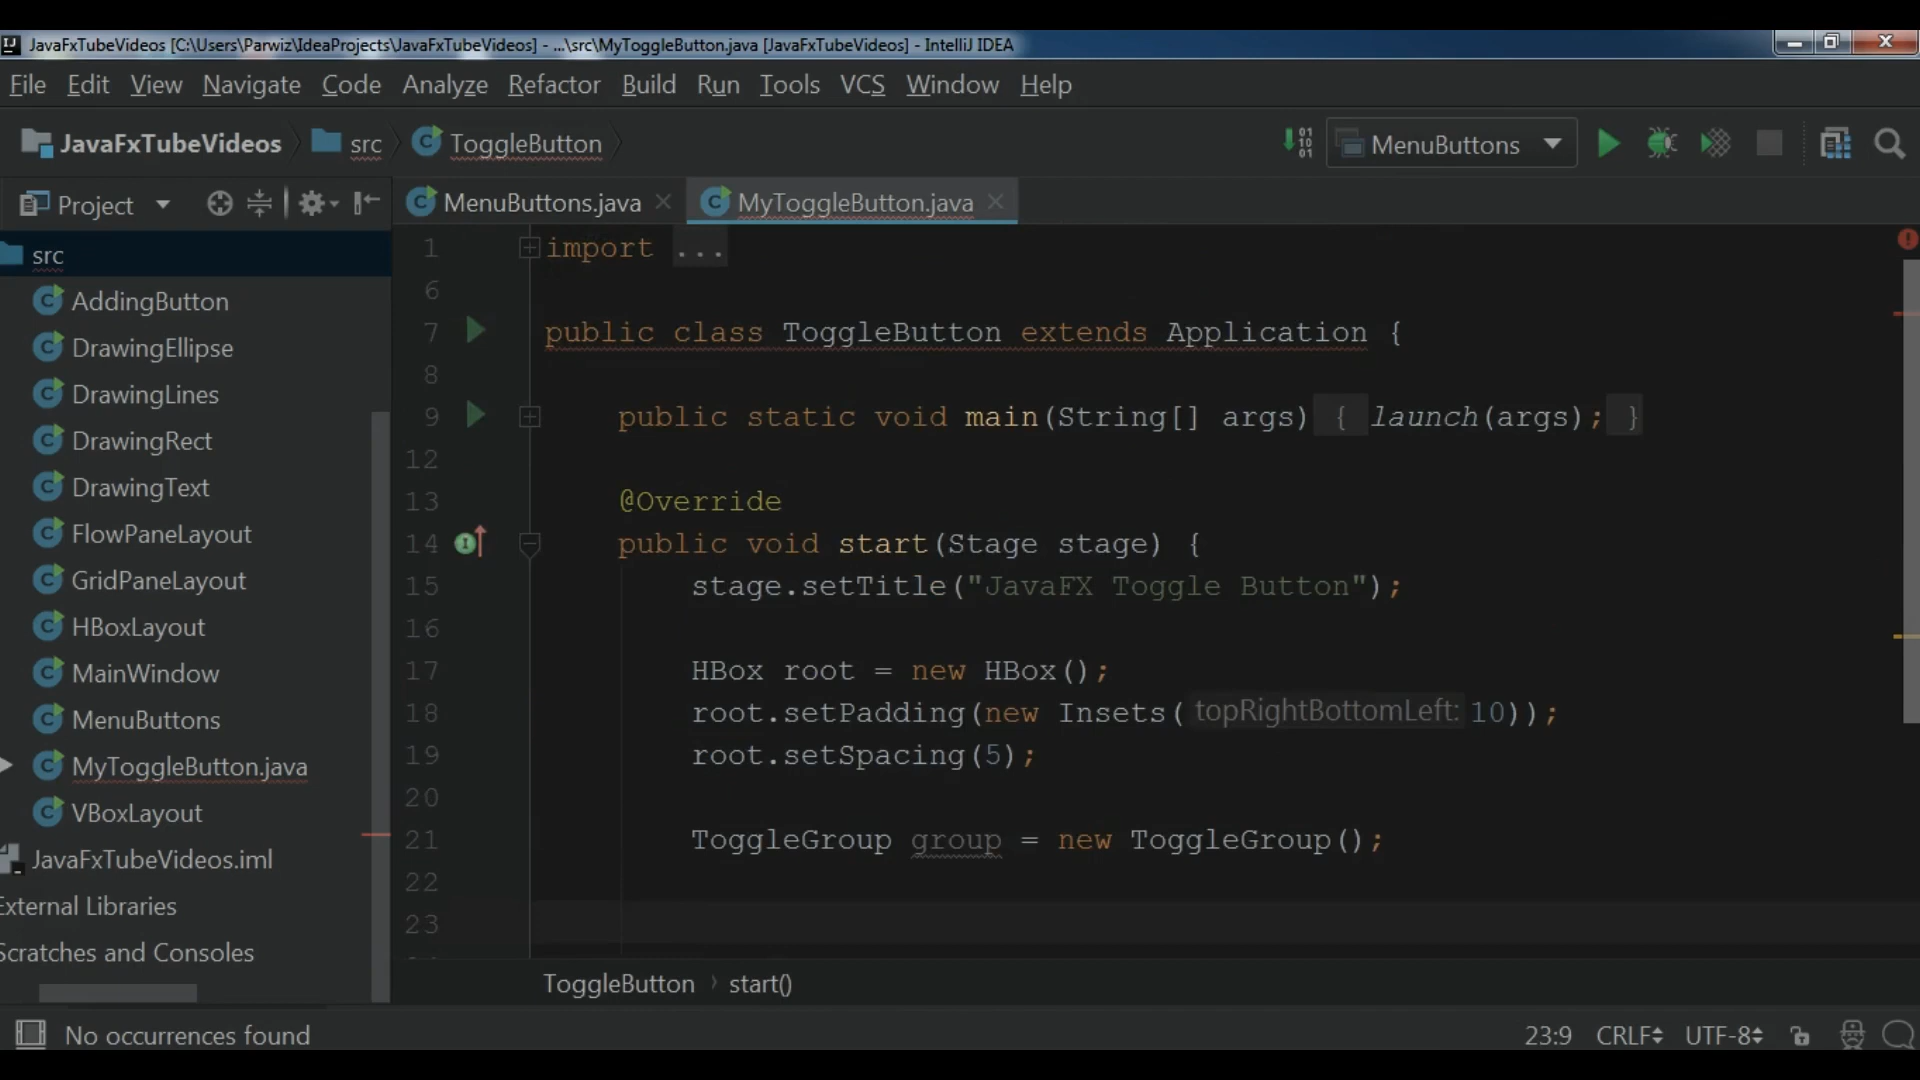 JavaFxTubeVideos [C:\Users\Parwiz\IdeaProjects\JavaFxTubeVideos] - ...\src\MyToggleButton.java [JavaFxTubeVideos] - IntelliJ IDEA
File Edit View Navigate Code Analyze Refactor Build Run Tools VCS Window Help
JavaFxTubeVideos src ToggleButton MenuButtons
Project
MenuButtons.java MyToggleButton.java
src
AddingButton
DrawingEllipse
DrawingLines
DrawingRect
DrawingText
FlowPaneLayout
GridPaneLayout
HBoxLayout
MainWindow
MenuButtons
MyToggleButton.java
VBoxLayout
JavaFxTubeVideos.iml
External Libraries
Scratches and Consoles
1 import ...
6
7 public class ToggleButton extends Application {
8
9 public static void main(String[] args) { launch(args); }
12
13 @Override
14 public void start(Stage stage) {
15 stage.setTitle("JavaFX Toggle Button");
16
17 HBox root = new HBox();
18 root.setPadding(new Insets( topRightBottomLeft: 10));
19 root.setSpacing(5);
20
21 ToggleGroup group = new ToggleGroup();
22
23
ToggleButton › start()
No occurrences found
23:9 CRLF UTF-8